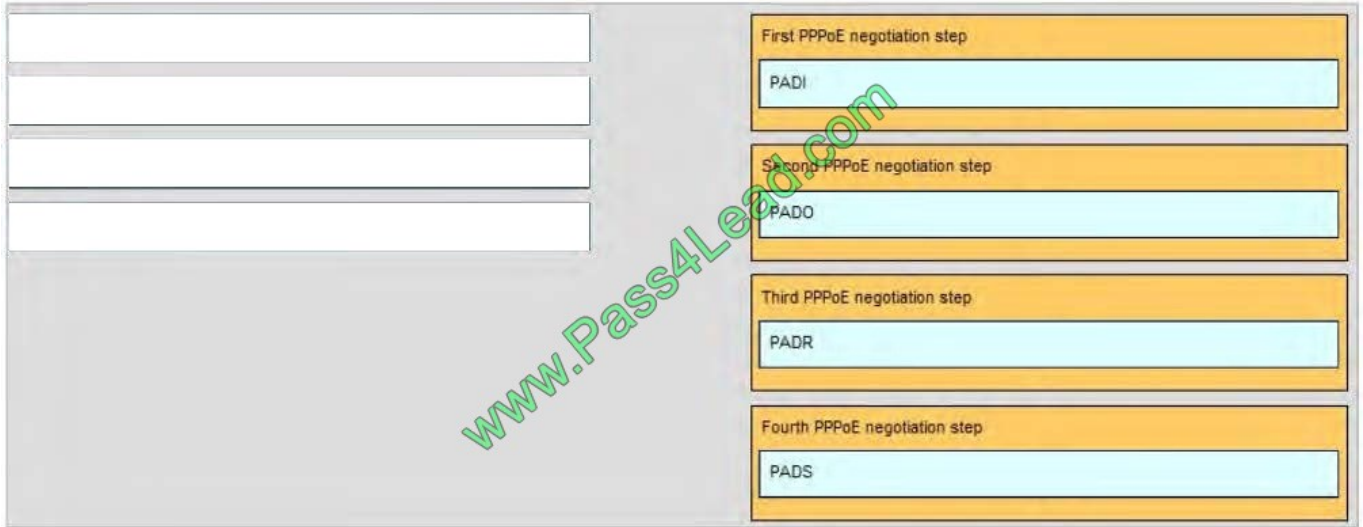 First PPPoE negotiation step
PADI
Second PPPoE negotiation step
PADO
Third PPPoE negotiation step
PADR
Fourth PPPoE negotiation step
PADS
www.Pass4Lead.com